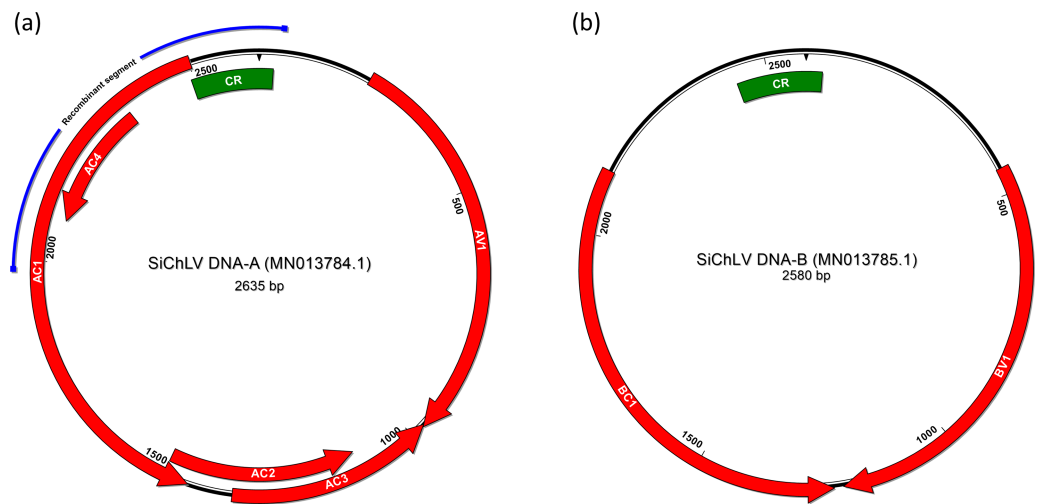 (a)
(b)
Recombinant segment
2500
CR
AC4
500
AV1
2000
AC1
SiChLV DNA-A (MN013784.1)
2635 bp
1000
1500
AC2
AC3
2500
CR
500
2000
SiChLV DNA-B (MN013785.1)
2580 bp
BV1
BC1
1000
1500